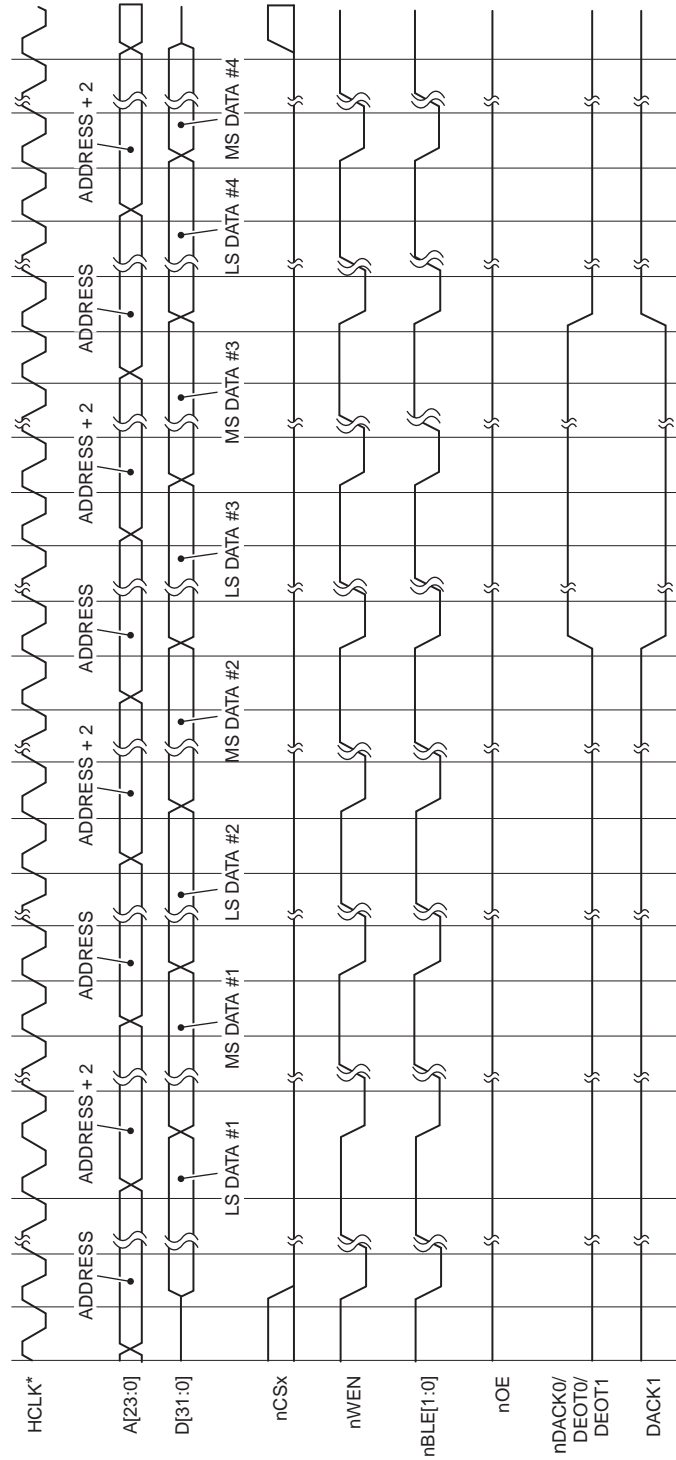 HCLK*
ADDRESS
ADDRESS + 2
ADDRESS
ADDRESS + 2
ADDRESS
ADDRESS + 2
ADDRESS
ADDRESS + 2
A[23:0]
D[31:0]
LS DATA #1
MS DATA #1
LS DATA #2
MS DATA #2
LS DATA #3
MS DATA #3
LS DATA #4
MS DATA #4
nCSx
nWEN
nBLE[1:0]
nOE
nDACK0/
DEOT0/
DEOT1
DACK1